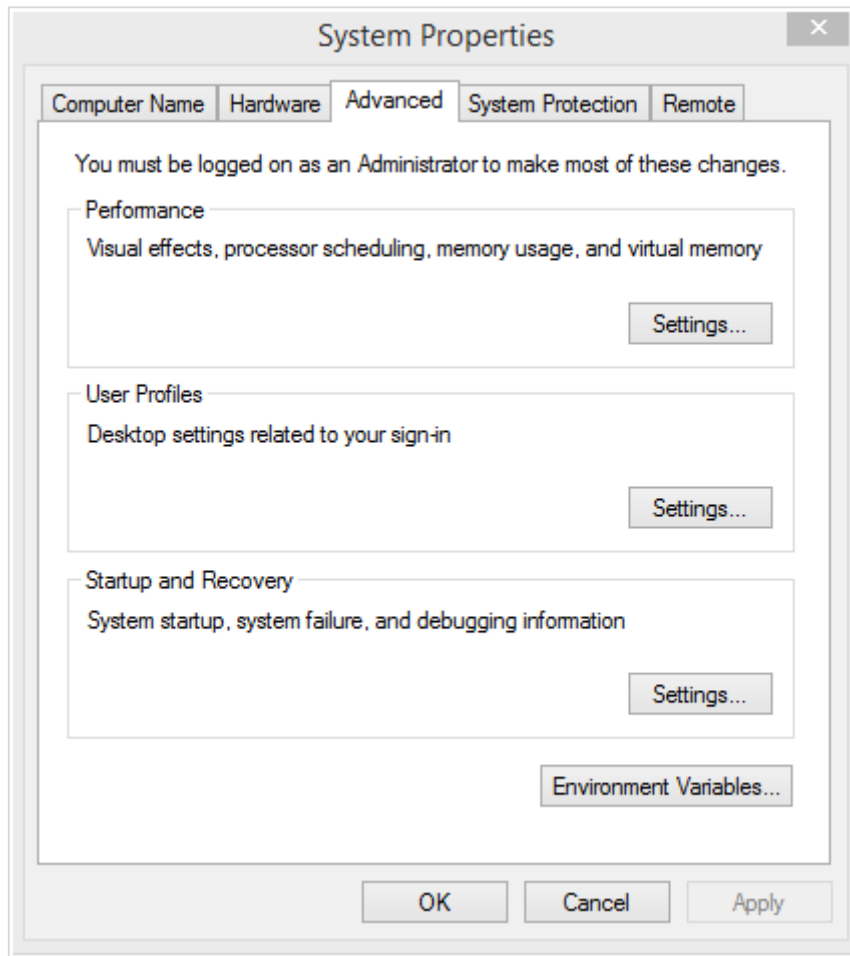 System Properties
Computer Name
Hardware
Advanced
System Protection
Remote
You must be logged on as an Administrator to make most of these changes.
Performance
Visual effects, processor scheduling, memory usage, and virtual memory
Settings...
User Profiles
Desktop settings related to your sign-in
Settings...
Startup and Recovery
System startup, system failure, and debugging information
Settings...
Environment Variables...
OK
Cancel
Apply